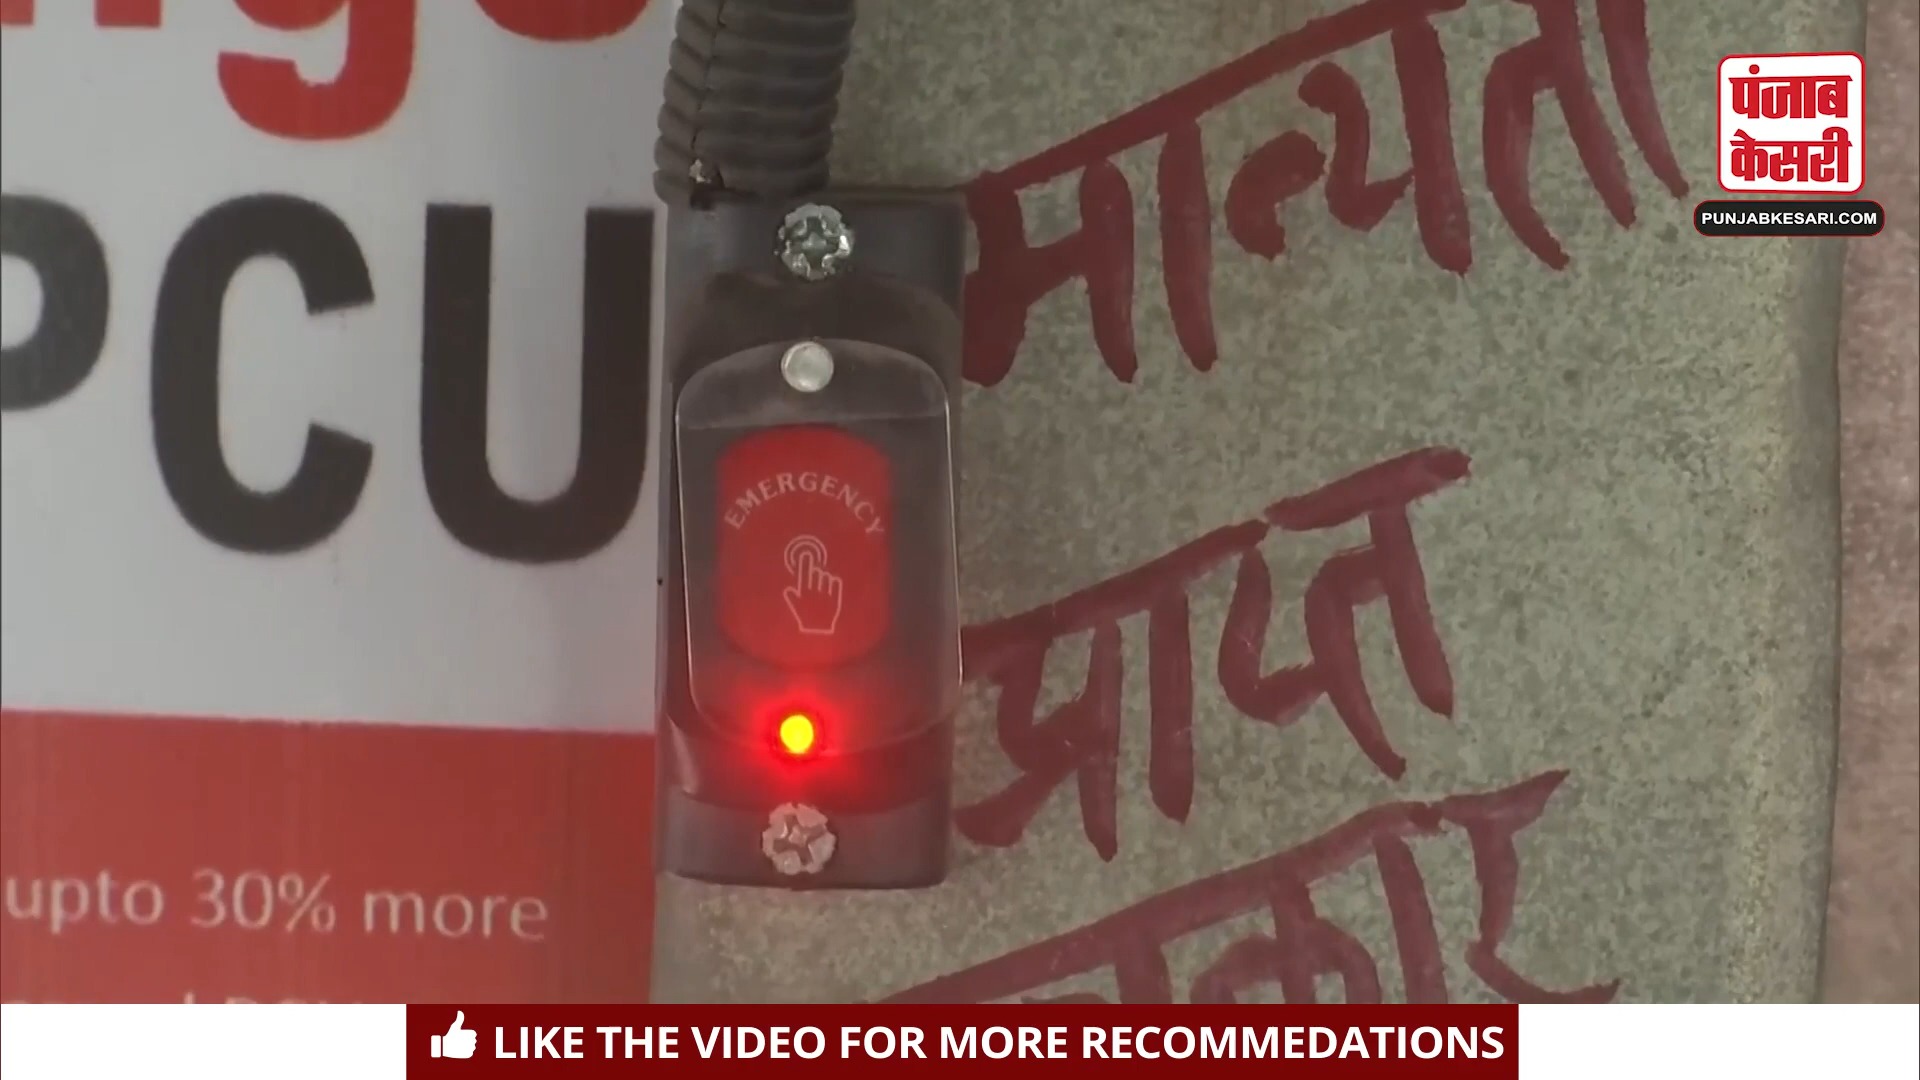 PCU
upto 30% more
EMERGENCY
मान्यता
प्राप्त
पंजाब
केसरी
PUNJABKESARI.COM
LIKE THE VIDEO FOR MORE RECOMMEDATIONS